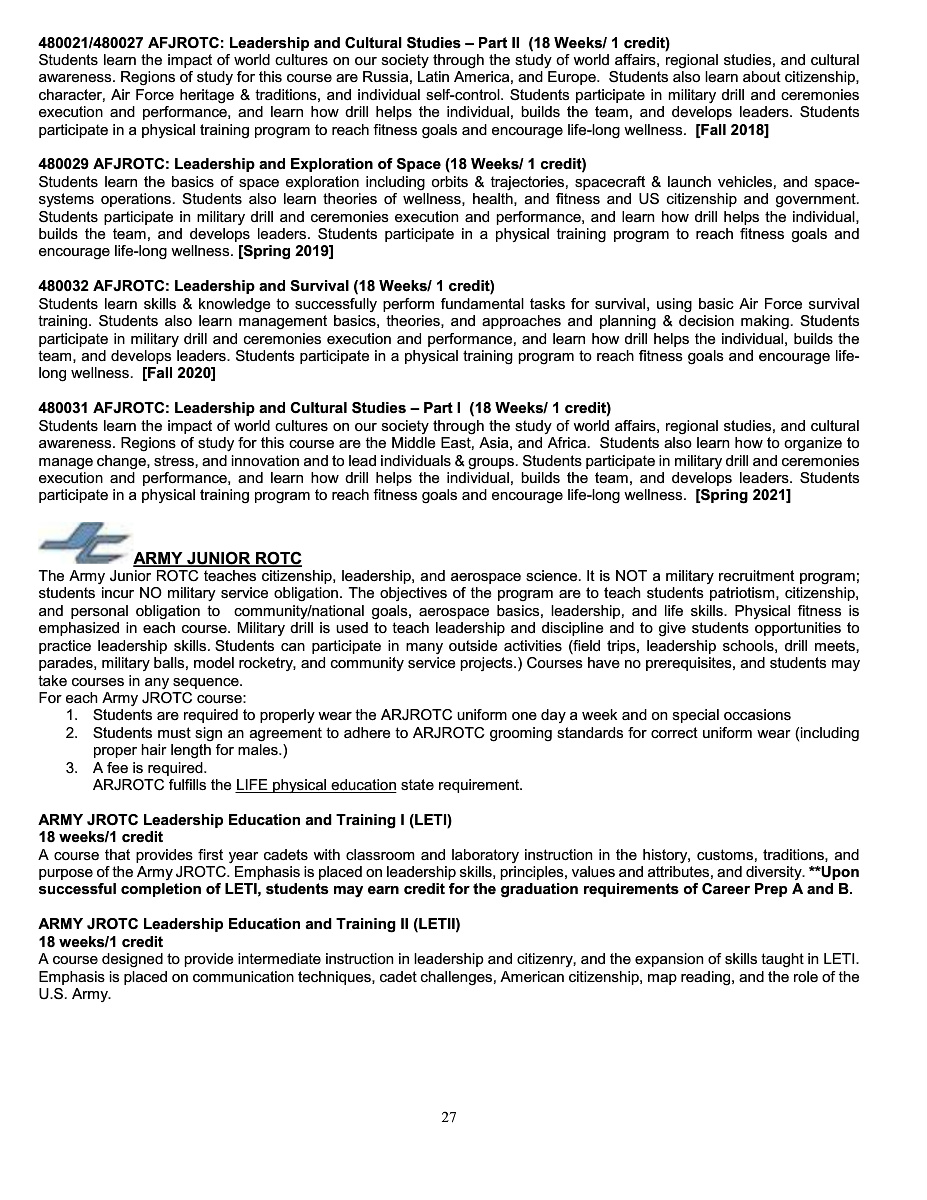 480021/480027 AFJROTC: Leadership and Cultural Studies – Part II  (18 Weeks/ 1 credit)
Students learn the impact of world cultures on our society through the study of world affairs, regional studies, and cultural
awareness. Regions of study for this course are Russia, Latin America, and Europe.  Students also learn about citizenship,
character, Air Force heritage & traditions, and individual self-control. Students participate in military drill and ceremonies
execution and performance, and learn how drill helps the individual, builds the team, and develops leaders. Students
participate in a physical training program to reach fitness goals and encourage life-long wellness.  [Fall 2018]
480029 AFJROTC: Leadership and Exploration of Space (18 Weeks/ 1 credit)
Students learn the basics of space exploration including orbits & trajectories, spacecraft & launch vehicles, and space-
systems operations. Students also learn theories of wellness, health, and fitness and US citizenship and government.
Students participate in military drill and ceremonies execution and performance, and learn how drill helps the individual,
builds the team, and develops leaders. Students participate in a physical training program to reach fitness goals and
encourage life-long wellness. [Spring 2019]
480032 AFJROTC: Leadership and Survival (18 Weeks/ 1 credit)
Students learn skills & knowledge to successfully perform fundamental tasks for survival, using basic Air Force survival
training. Students also learn management basics, theories, and approaches and planning & decision making. Students
participate in military drill and ceremonies execution and performance, and learn how drill helps the individual, builds the
team, and develops leaders. Students participate in a physical training program to reach fitness goals and encourage life-
long wellness.  [Fall 2020]
480031 AFJROTC: Leadership and Cultural Studies – Part I  (18 Weeks/ 1 credit)
Students learn the impact of world cultures on our society through the study of world affairs, regional studies, and cultural
awareness. Regions of study for this course are the Middle East, Asia, and Africa.  Students also learn how to organize to
manage change, stress, and innovation and to lead individuals & groups. Students participate in military drill and ceremonies
execution and performance, and learn how drill helps the individual, builds the team, and develops leaders. Students
participate in a physical training program to reach fitness goals and encourage life-long wellness.  [Spring 2021]
JC ARMY JUNIOR ROTC
The Army Junior ROTC teaches citizenship, leadership, and aerospace science. It is NOT a military recruitment program;
students incur NO military service obligation. The objectives of the program are to teach students patriotism, citizenship,
and personal obligation to  community/national goals, aerospace basics, leadership, and life skills. Physical fitness is
emphasized in each course. Military drill is used to teach leadership and discipline and to give students opportunities to
practice leadership skills. Students can participate in many outside activities (field trips, leadership schools, drill meets,
parades, military balls, model rocketry, and community service projects.) Courses have no prerequisites, and students may
take courses in any sequence.
For each Army JROTC course:
1. Students are required to properly wear the ARJROTC uniform one day a week and on special occasions
2. Students must sign an agreement to adhere to ARJROTC grooming standards for correct uniform wear (including
proper hair length for males.)
3. A fee is required.
ARJROTC fulfills the LIFE physical education state requirement.
ARMY JROTC Leadership Education and Training I (LETI)
18 weeks/1 credit
A course that provides first year cadets with classroom and laboratory instruction in the history, customs, traditions, and
purpose of the Army JROTC. Emphasis is placed on leadership skills, principles, values and attributes, and diversity. **Upon
successful completion of LETI, students may earn credit for the graduation requirements of Career Prep A and B.
ARMY JROTC Leadership Education and Training II (LETII)
18 weeks/1 credit
A course designed to provide intermediate instruction in leadership and citizenry, and the expansion of skills taught in LETI.
Emphasis is placed on communication techniques, cadet challenges, American citizenship, map reading, and the role of the
U.S. Army.
27